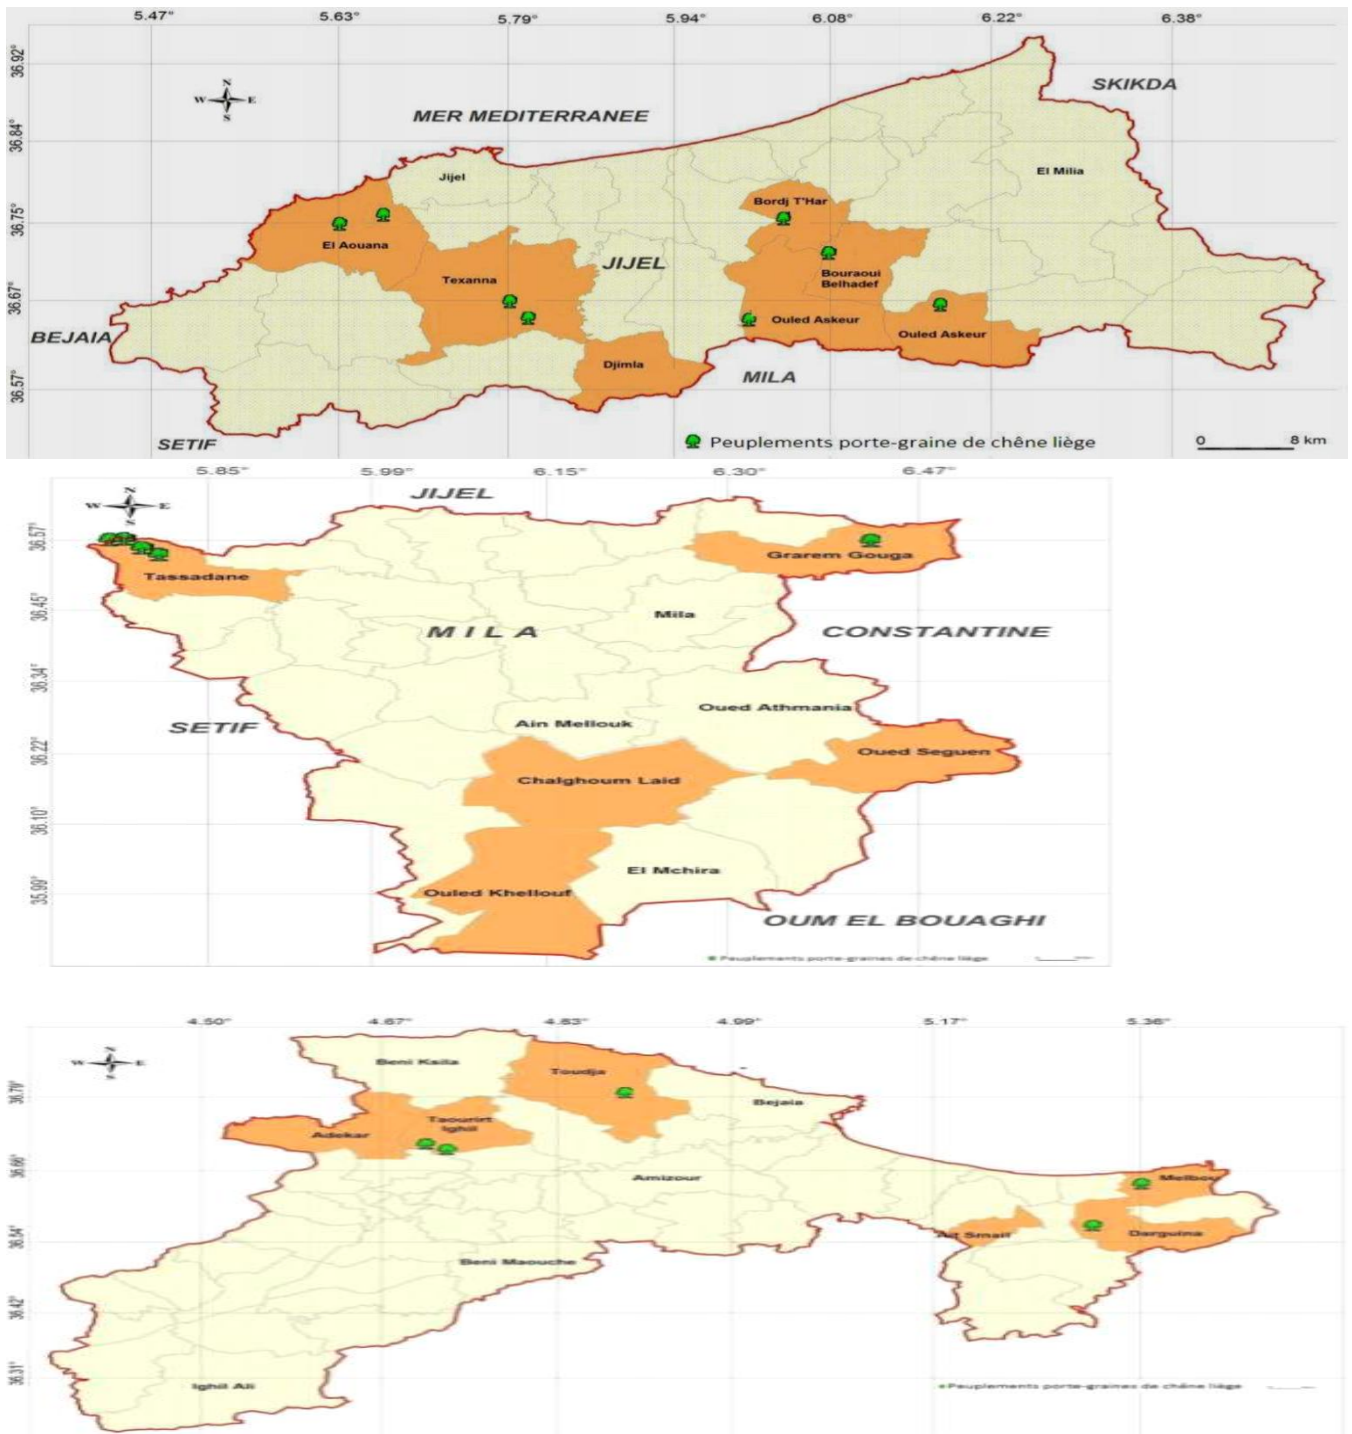 5.47° 5.63° 5.79° 5.94° 6.08° 6.22° 6.38°
36.92°
36.84°
36.75°
36.67°
36.57°
N
W E
S
MER MEDITERRANEE
SKIKDA
Jijel
El Milia
Bordj T'Har
El Aouana
JIJEL
Texanna
Bouraoui
Belhadef
Ouled Askeur
Ouled Askeur
BEJAIA
Djimla
MILA
SETIF
Peuplements porte-graine de chêne liège
0 8 km
5.85° 5.99° 6.15° 6.30° 6.47°
36.57°
36.45°
36.34°
36.22°
36.10°
35.99°
JIJEL
N
W E
S
Grarem Gouga
Tassadane
Mila
MILA
CONSTANTINE
SETIF
Oued Athmania
Ain Mellouk
Oued Seguen
Chalghoum Laid
El Mchira
Ouled Khellouf
OUM EL BOUAGHI
Peuplements porte-graines de chêne liège
4.50° 4.67° 4.83° 4.99° 5.17° 5.36°
36.79°
36.66°
36.54°
36.42°
36.31°
N
W E
S
Beni Ksila
Toudja
Bejaia
Taourirt
Ighil
Adekar
Amizour
Melbou
Ait Smail
Darguina
Beni Maouche
Ighil Ali
Peuplements porte-graines de chêne liège